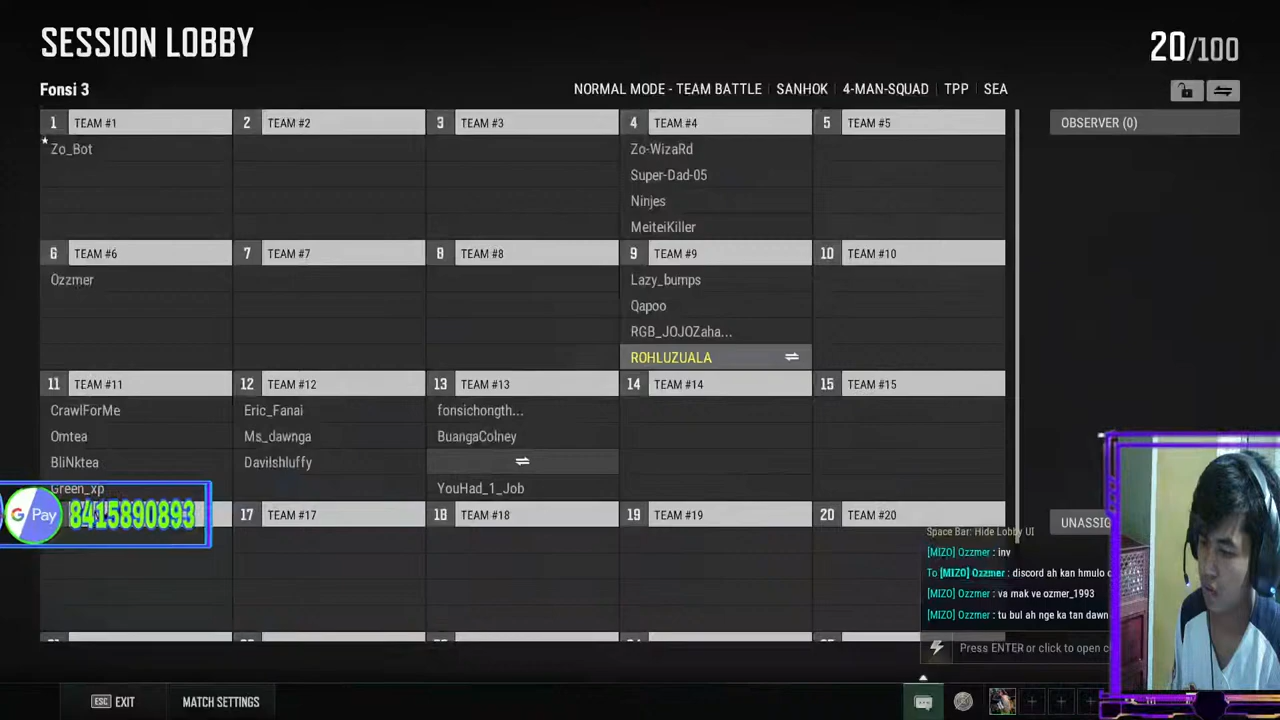 SESSION LOBBY
20/100
Fonsi 3
NORMAL MODE - TEAM BATTLE | SANHOK | 4-MAN-SQUAD | TPP | SEA
OBSERVER (0)
1 TEAM #1
Zo_Bot
2 TEAM #2
3 TEAM #3
4 TEAM #4
Zo-WizaRd
Super-Dad-05
Ninjes
MeiteiKiller
5 TEAM #5
6 TEAM #6
Ozzmer
7 TEAM #7
8 TEAM #8
9 TEAM #9
Lazy_bumps
Qapoo
RGB_JOJOZaha...
ROHLUZUALA
10 TEAM #10
11 TEAM #11
CrawlForMe
Omtea
BliNktea
Green_xp
12 TEAM #12
Eric_Fanai
Ms_dawnga
Davilshluffy
13 TEAM #13
fonsichongth...
BuangaColney
YouHad_1_Job
14 TEAM #14
15 TEAM #15
G Pay 8415890893
17 TEAM #17
18 TEAM #18
19 TEAM #19
20 TEAM #20
UNASSIG
Space Bar: Hide Lobby UI
[MIZO] Ozzmer : inv
To [MIZO] Ozzmer : discord ah kan hmulo
[MIZO] Ozzmer : va mak ve ozmer_1993
[MIZO] Ozzmer : tu bul ah nge ka tan dawn
Press ENTER or click to open
ESC EXIT
MATCH SETTINGS